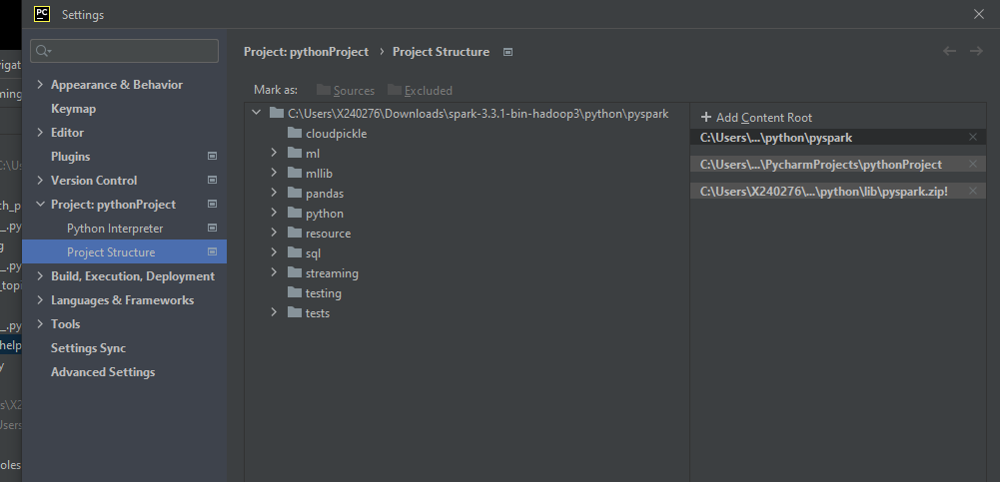 PC Settings
Project: pythonProject › Project Structure
Mark as: Sources Excluded
Appearance & Behavior
Keymap
Editor
Plugins
Version Control
Project: pythonProject
Python Interpreter
Project Structure
Build, Execution, Deployment
Languages & Frameworks
Tools
Settings Sync
Advanced Settings
C:\Users\X240276\Downloads\spark-3.3.1-bin-hadoop3\python\pyspark
cloudpickle
ml
mllib
pandas
python
resource
sql
streaming
testing
tests
+ Add Content Root
C:\Users\...\python\pyspark
C:\Users\...\PycharmProjects\pythonProject
C:\Users\X240276\...\python\lib\pyspark.zip!